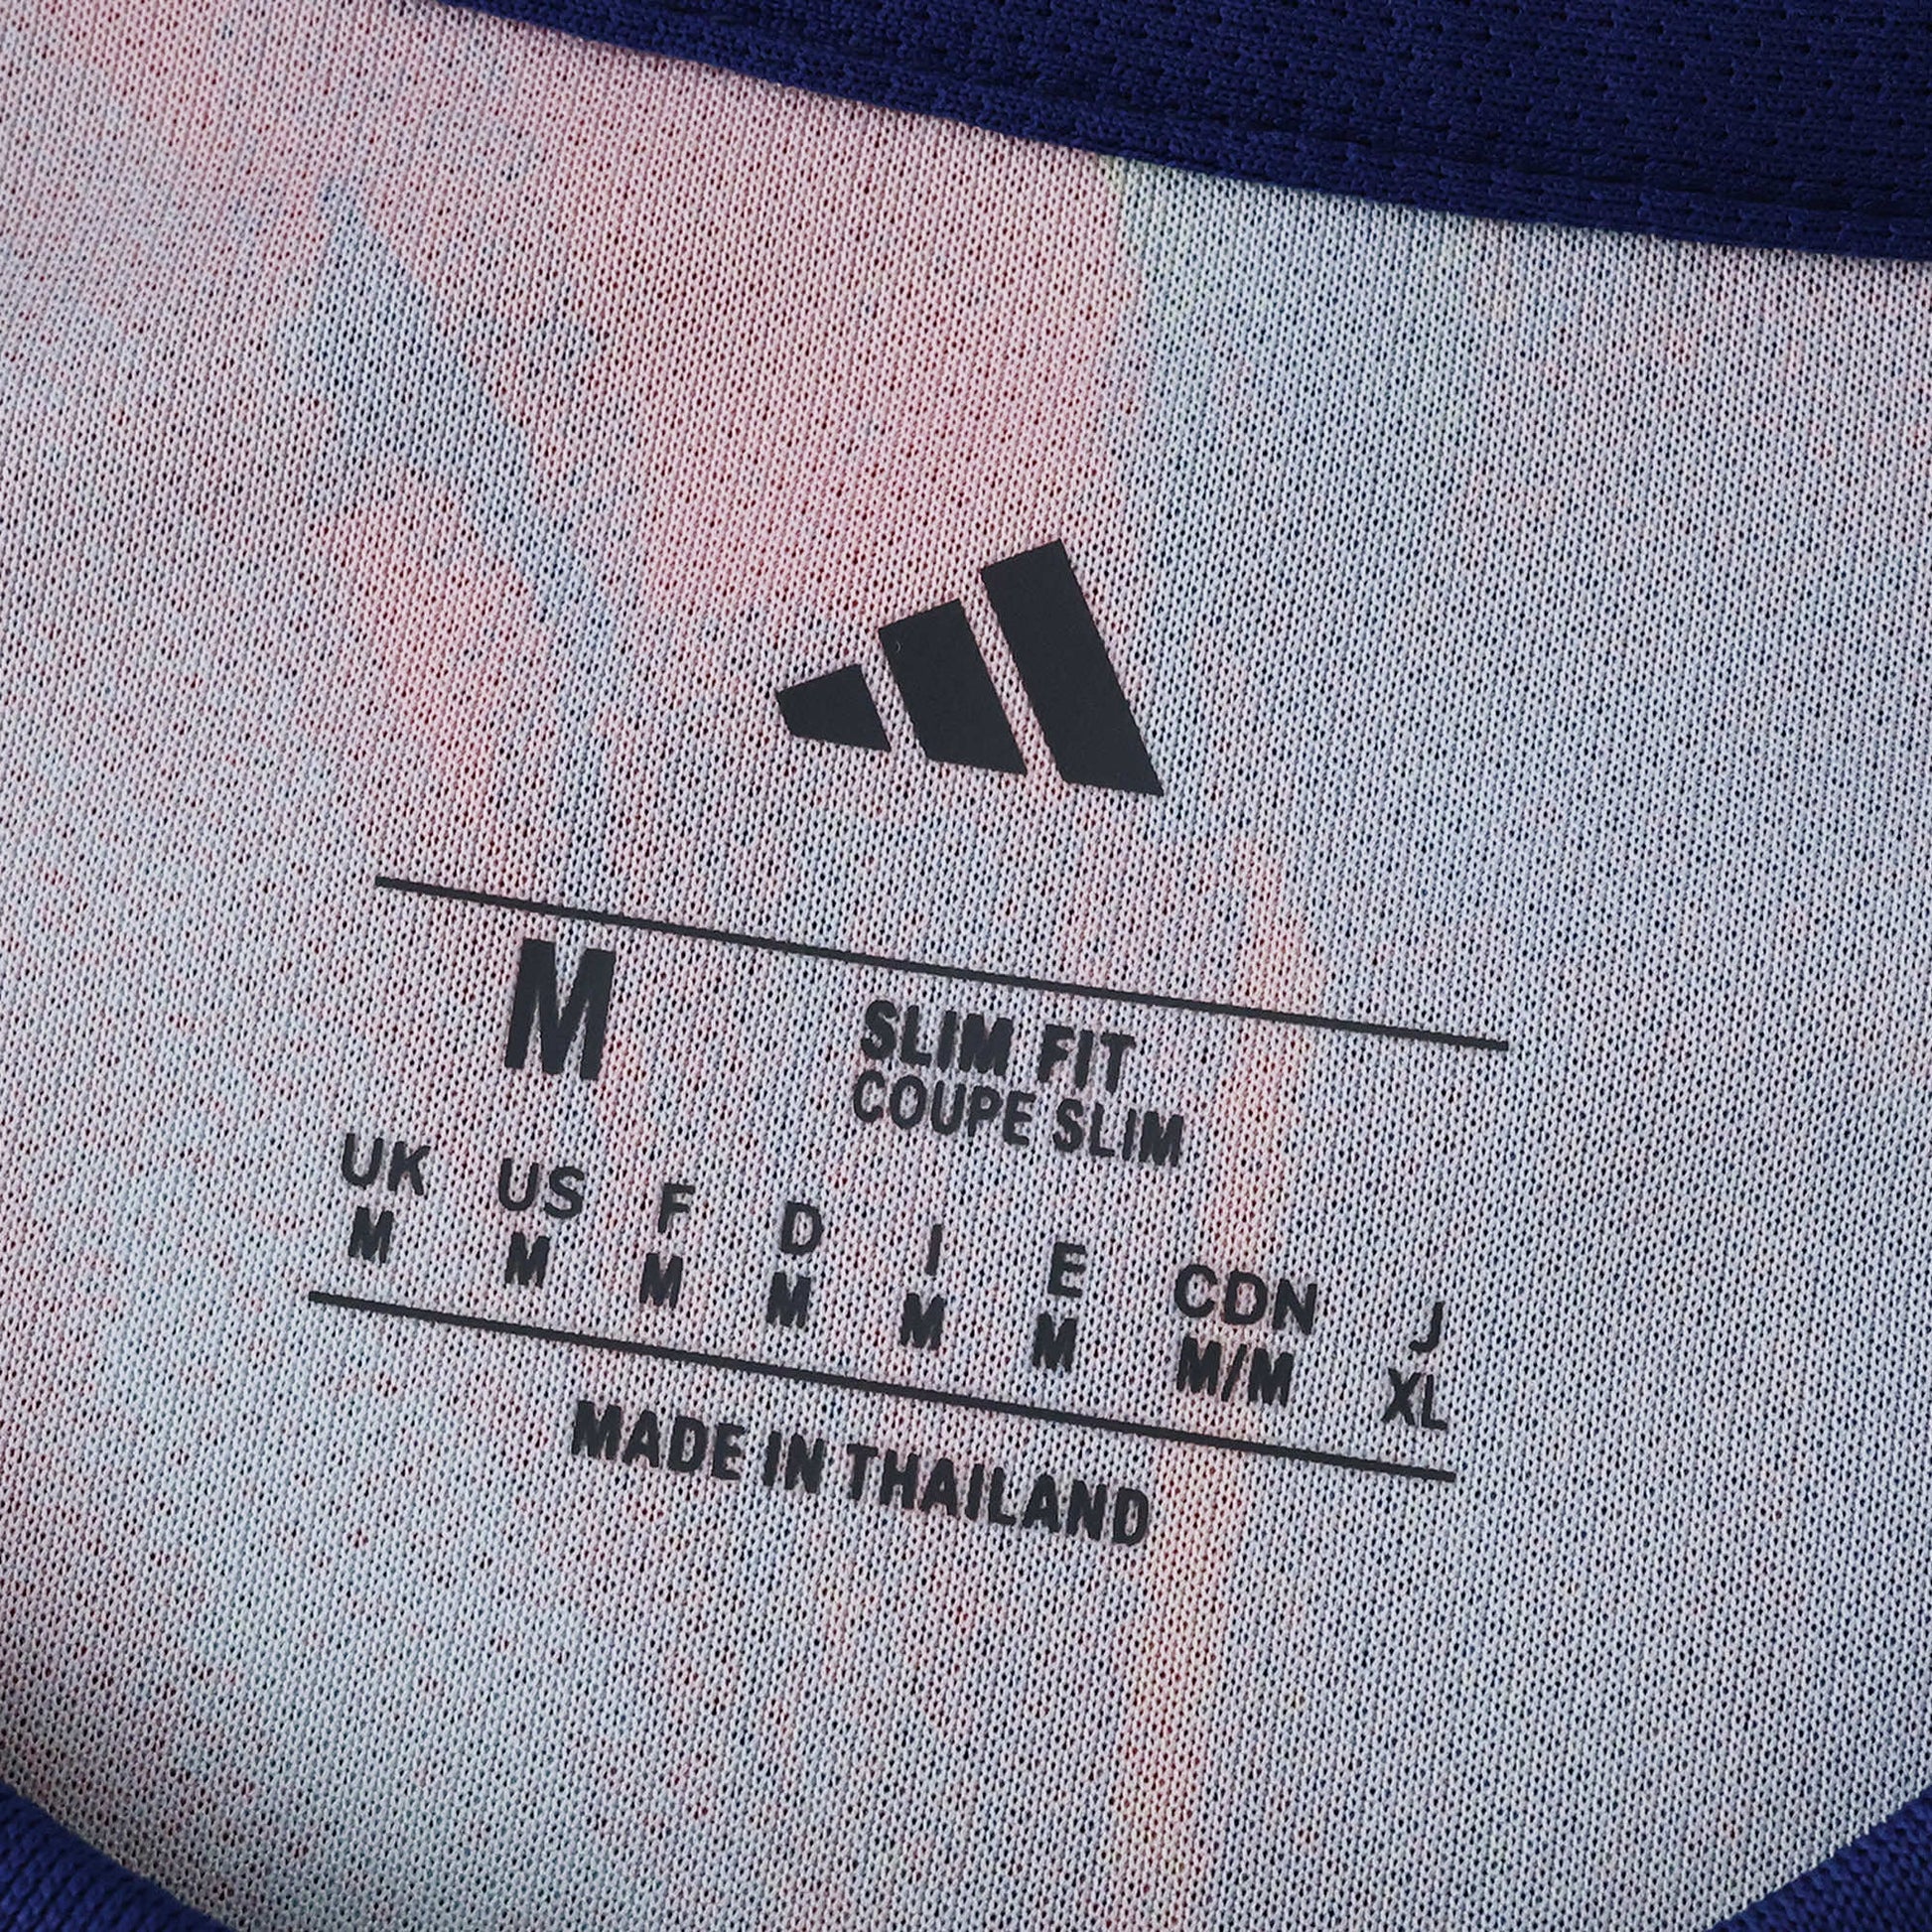 M
SLIM FIT
COUPE SLIM
UK US F D I E CDN J
M M M M M M M/M XL
MADE IN THAILAND